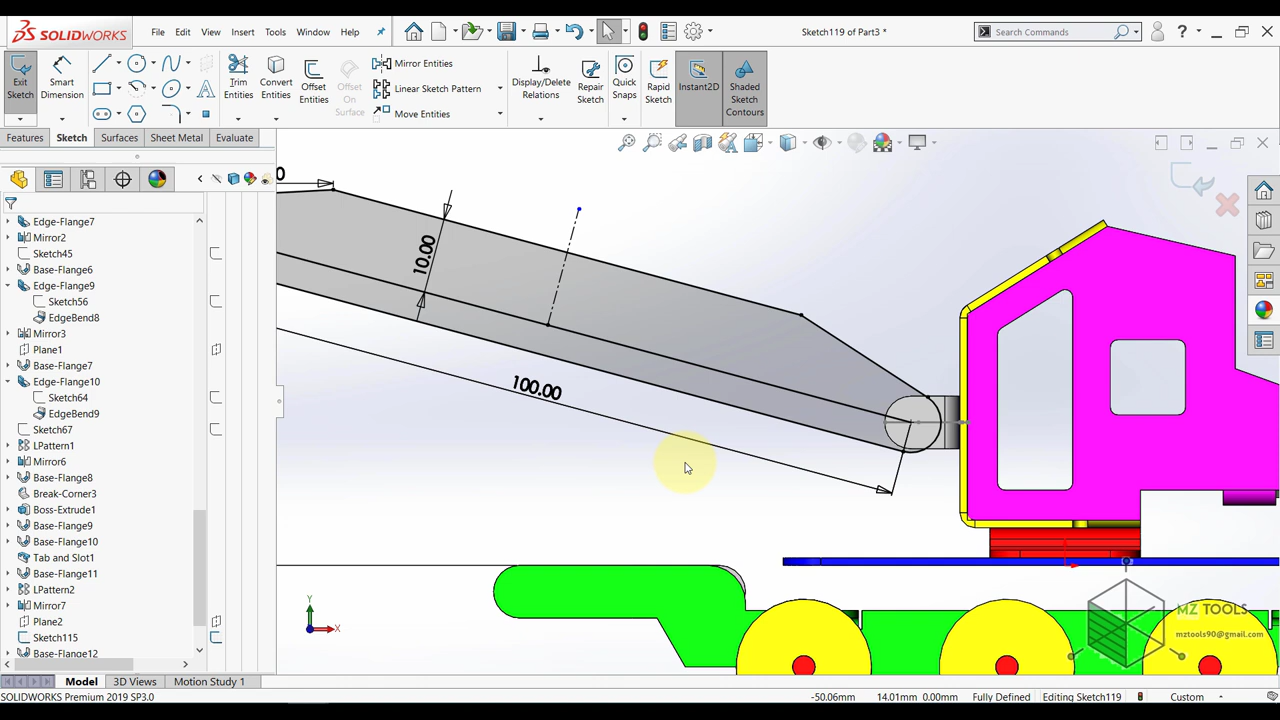 SOLIDWORKS
File
Edit
View
Insert
Tools
Window
Help
Sketch119 of Part3 *
Search Commands
?
Exit Sketch
Smart Dimension
Trim Entities
Convert Entities
Offset Entities
Offset On Surface
Mirror Entities
Linear Sketch Pattern
Move Entities
Display/Delete Relations
Repair Sketch
Quick Snaps
Rapid Sketch
Instant2D
Shaded Sketch Contours
Features
Sketch
Surfaces
Sheet Metal
Evaluate
Edge-Flange7
Mirror2
Sketch45
Base-Flange6
Edge-Flange9
Sketch56
EdgeBend8
Mirror3
Plane1
Base-Flange7
Edge-Flange10
Sketch64
EdgeBend9
Sketch67
LPattern1
Mirror6
Base-Flange8
Break-Corner3
Boss-Extrude1
Base-Flange9
Base-Flange10
Tab and Slot1
Base-Flange11
LPattern2
Mirror7
Plane2
Sketch115
Base-Flange12
0
10.00
100.00
Y
X
MZ TOOLS
mztools90@gmail.com
Model
3D Views
Motion Study 1
SOLIDWORKS Premium 2019 SP3.0
-50.06mm
14.01mm
0.00mm
Fully Defined
Editing Sketch119
Custom